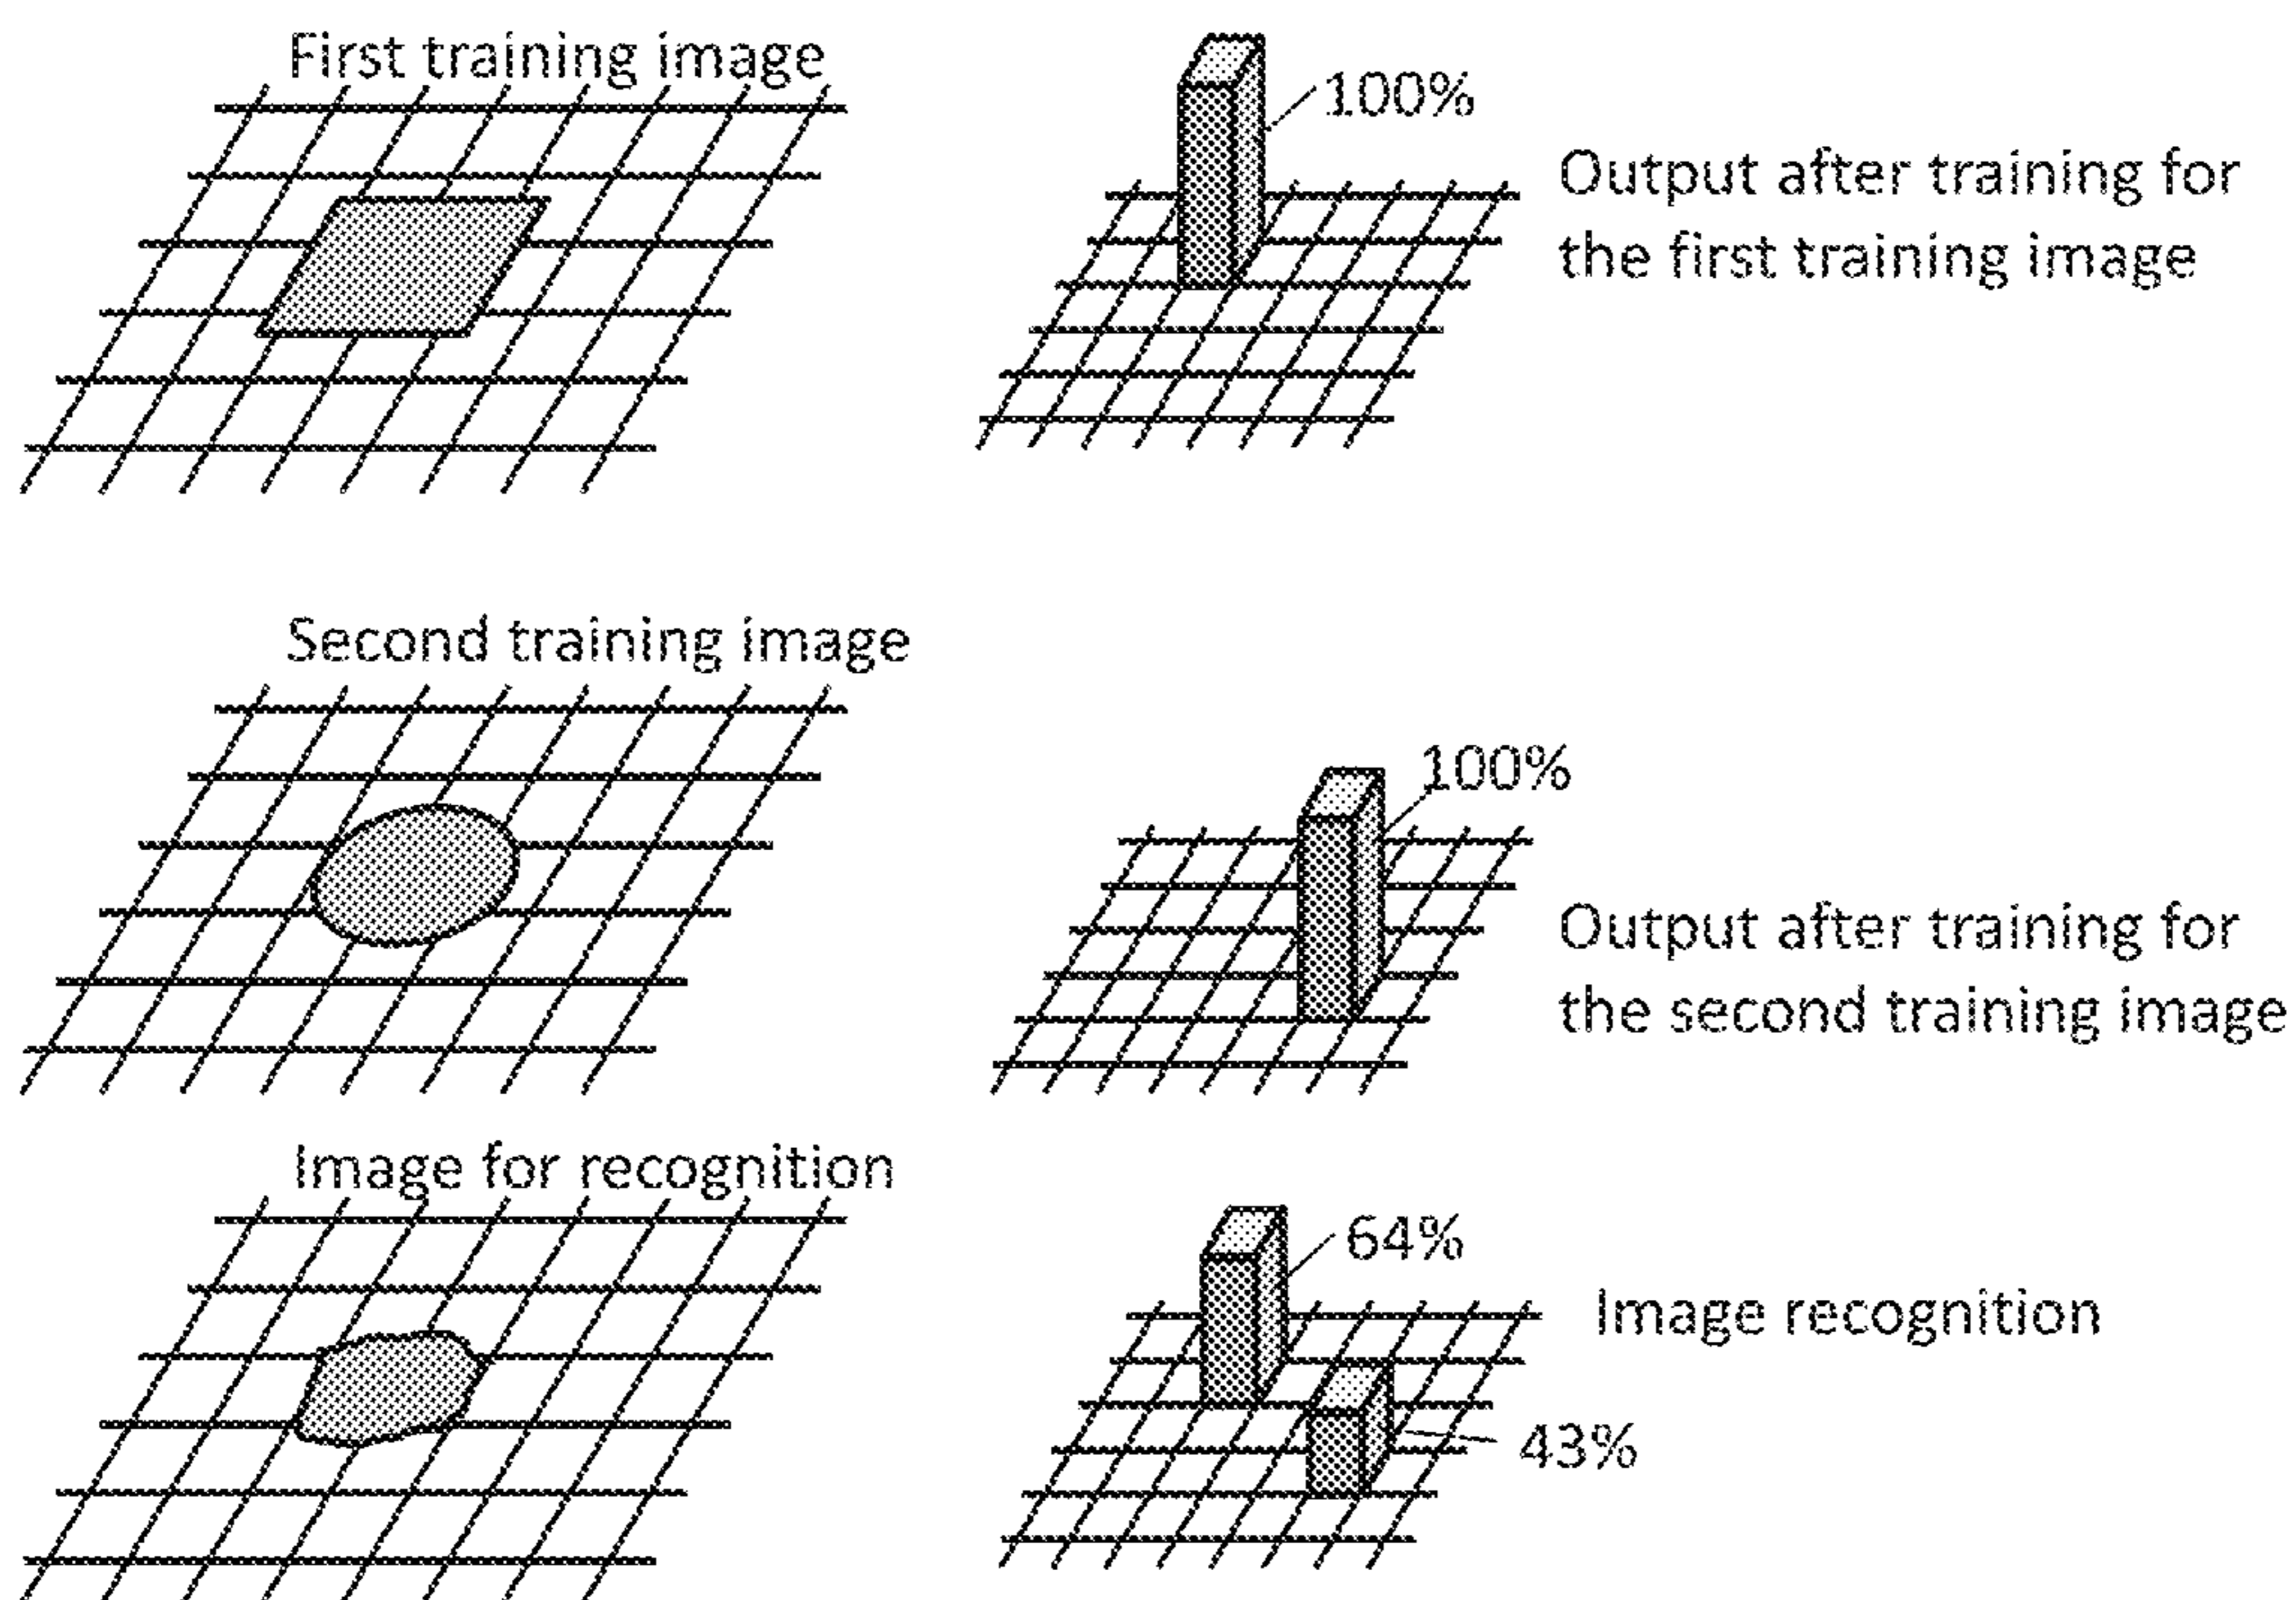 First training image
100%
Output after training for
the first training image
Second training image
100%
Output after training for
the second training image
Image for recognition
64%
Image recognition
43%